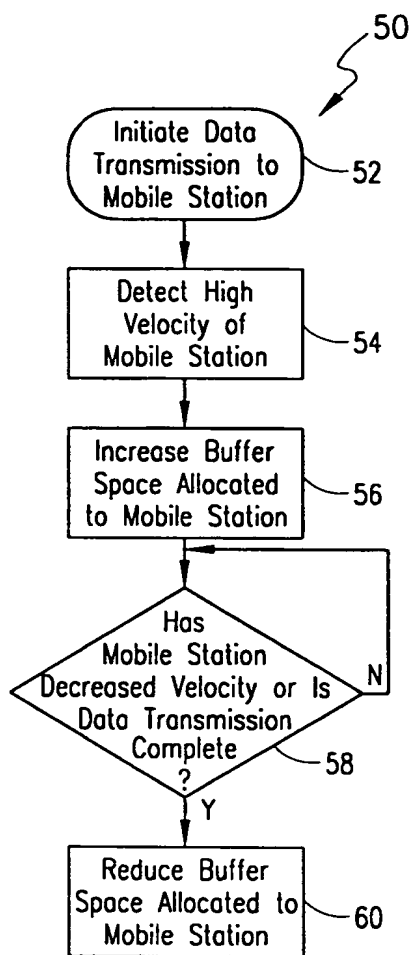 50
Initiate Data
Transmission to
Mobile Station
52
Detect High
Velocity of
Mobile Station
54
Increase Buffer
Space Allocated
to Mobile Station
56
Has
Mobile Station
Decreased Velocity or Is
Data Transmission
Complete
?
N
58
Y
Reduce Buffer
Space Allocated to
Mobile Station
60